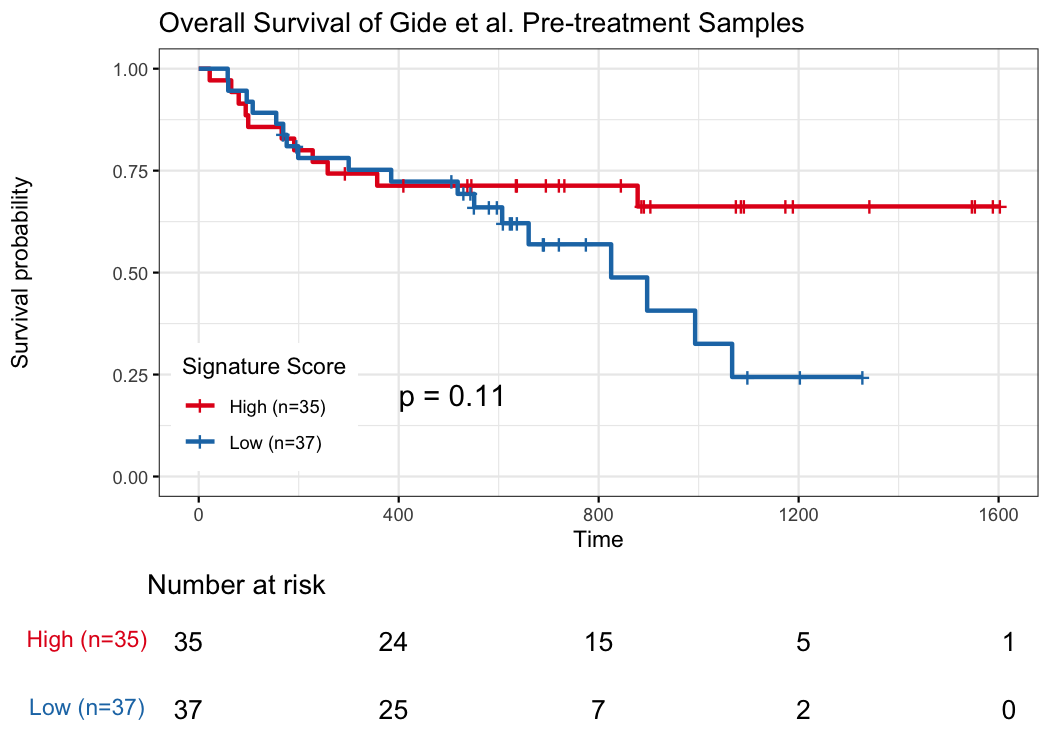 Overall Survival of Gide et al. Pre-treatment Samples
1.00
0.75
0.50
0.25
0.00
Survival probability
Signature Score
High (n=35)
Low (n=37)
p = 0.11
0 400 800 1200 1600
Time
Number at risk
High (n=35) 35 24 15 5 1
Low (n=37) 37 25 7 2 0